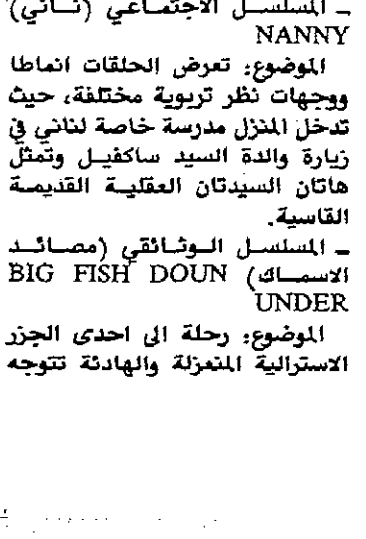 ـ المسلسل الاجتماعي (نــاني)
NANNY
الموضوع: تعرض الحلقات انماطا
ووجهات نظر تربوية مختلفة، حيث
تدخل المنزل مدرسة خاصة لناني في
زيارة والدة السيد ساكفيل وتمثل
هاتان السيدتان العقلية القديمة
القاسية.
ـ المسلسل الوثائقي (مصائد
الاسماك) BIG FISH DOUN
UNDER
الموضوع: رحلة الى احدى الجزر
الاسترالية المنعزلة والهادئة تتوجه